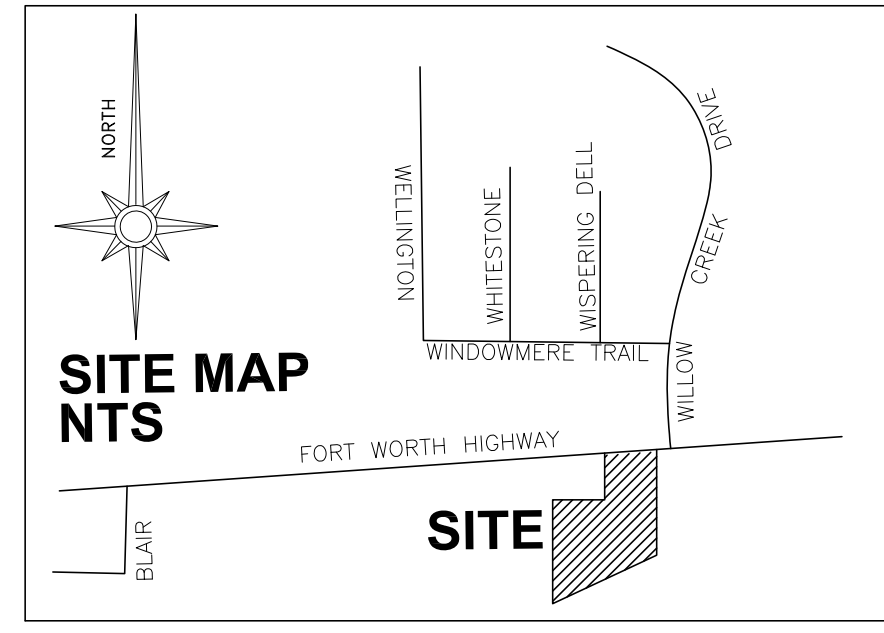 NORTH
SITE MAP
NTS
WELLINGTON
WHITESTONE
WISPERING DELL
DRIVE
CREEK
WILLOW
WINDOWMERE TRAIL
FORT WORTH HIGHWAY
BLAIR
SITE